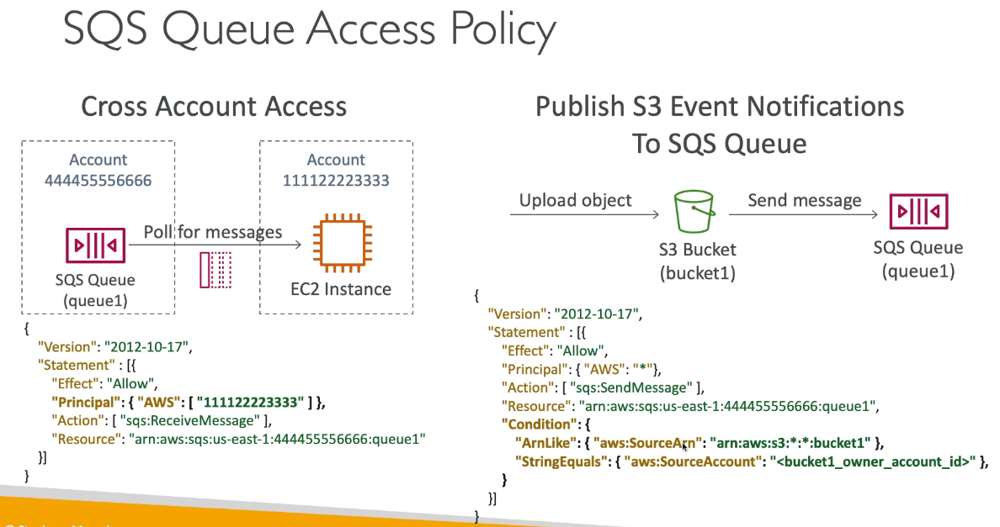 SQS Queue Access Policy
Cross Account Access
Account
444455556666
Account
111122223333
Poll for messages
SQS Queue
(queue1)
EC2 Instance
{
"Version": "2012-10-17",
"Statement" : [{
"Effect": "Allow",
"Principal": { "AWS": [ "111122223333" ] },
"Action": [ "sqs:ReceiveMessage" ],
"Resource": "arn:aws:sqs:us-east-1:444455556666:queue1"
}]
}
Publish S3 Event Notifications
To SQS Queue
Upload object
Send message
S3 Bucket
(bucket1)
SQS Queue
(queue1)
{
"Version": "2012-10-17",
"Statement" : [{
"Effect": "Allow",
"Principal": { "AWS": "*"},
"Action": [ "sqs:SendMessage" ],
"Resource": "arn:aws:sqs:us-east-1:444455556666:queue1",
"Condition": {
"ArnLike": { "aws:SourceArn": "arn:aws:s3:*:*:bucket1" },
"StringEquals": { "aws:SourceAccount": "<bucket1_owner_account_id>" },
}
}]
}